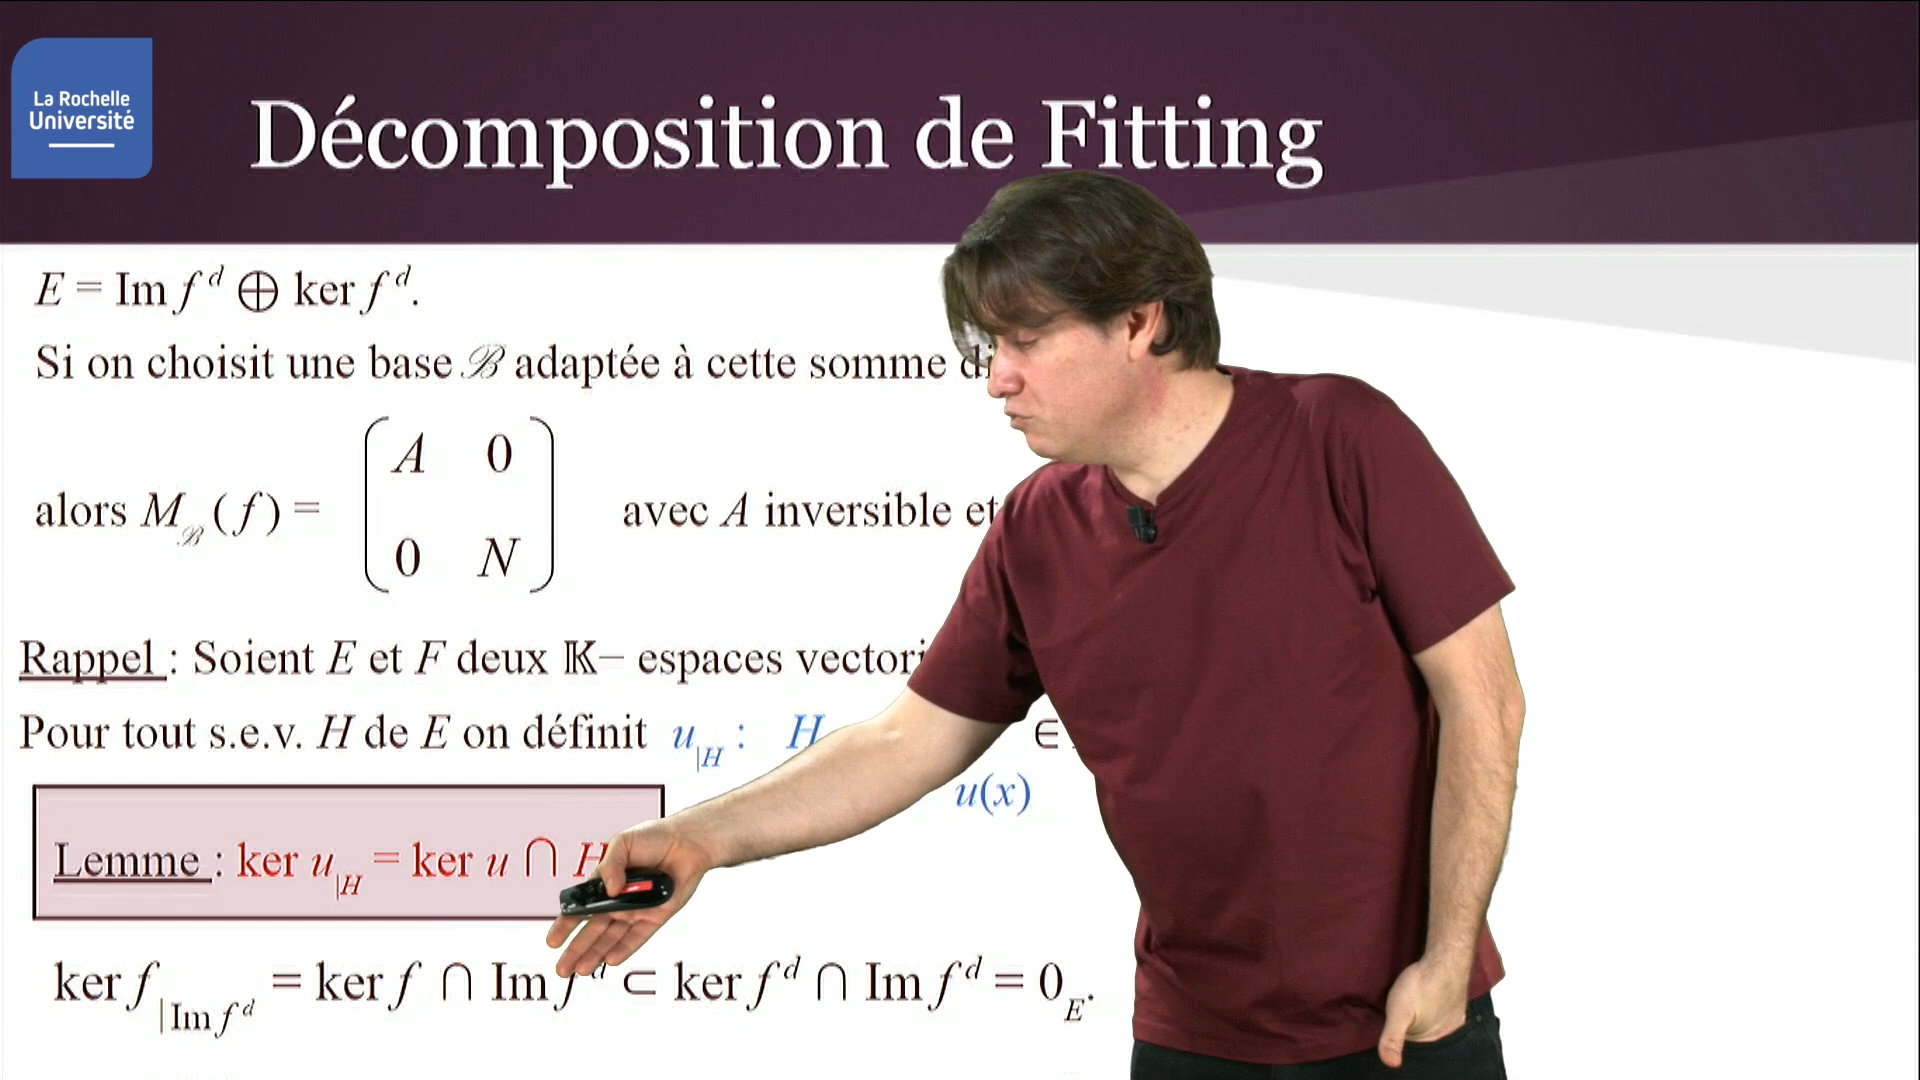 La Rochelle
Université
Décomposition de Fitting
E = Im f^d ⊕ ker f^d.
Si on choisit une base ℬ adaptée à cette somme
alors M_ℬ (f) = ( A 0
0 N ) avec A inversible et
Rappel : Soient E et F deux 𝕂– espaces
Pour tout s.e.v. H de E on définit u_|H : H ∈
u(x)
Lemme : ker u_|H = ker u ∩ H
ker f_|Im f^d = ker f ∩ Im f^d ⊂ ker f^d ∩ Im f^d = 0_E.